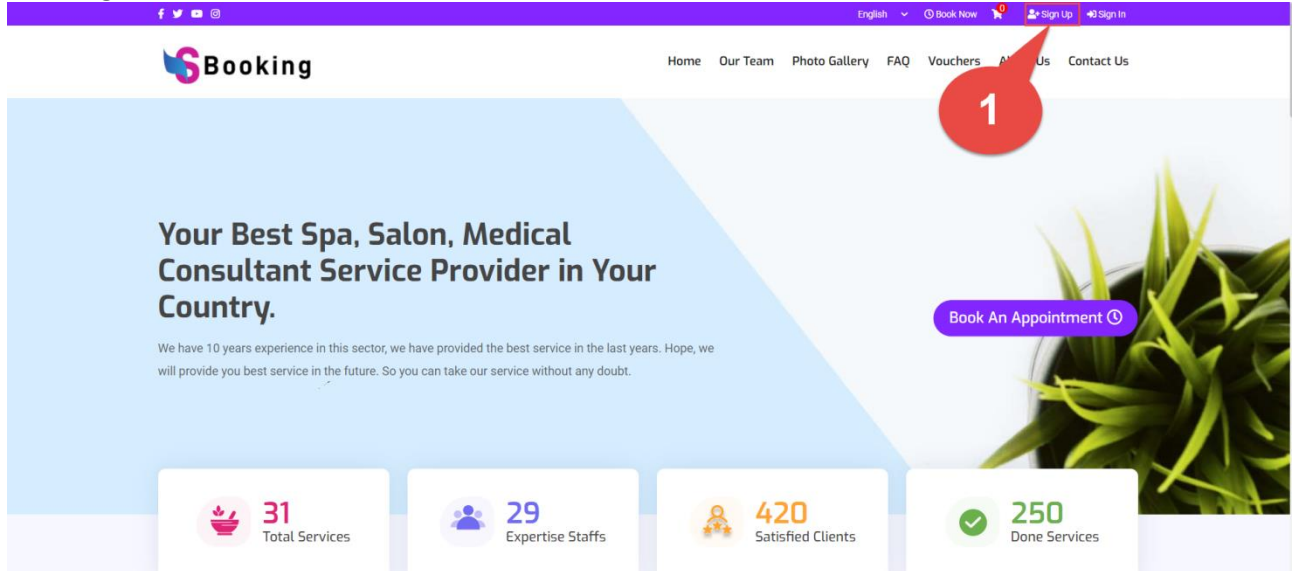 English
Book Now
0
Sign Up
Sign In
SBooking
Home Our Team Photo Gallery FAQ Vouchers Us Contact Us
1
Your Best Spa, Salon, Medical
Consultant Service Provider in Your
Country.
We have 10 years experience in this sector, we have provided the best service in the last years. Hope, we
will provide you best service in the future. So you can take our service without any doubt.
Book An Appointment
31
Total Services
29
Expertise Staffs
420
Satisfied Clients
250
Done Services